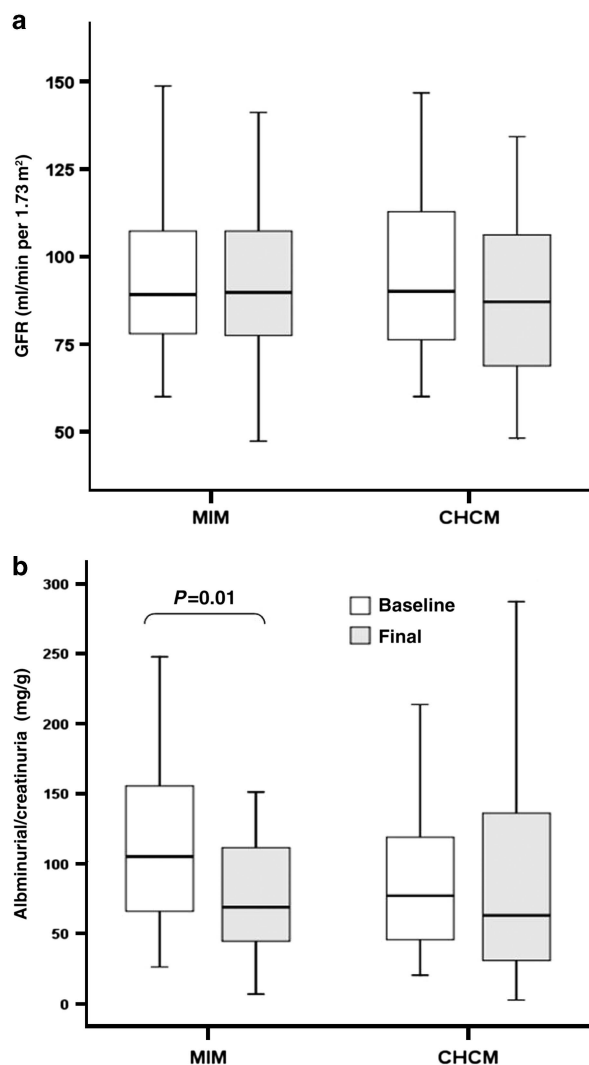 a
150
125
100
75
50
GFR (ml/min per 1.73 m²)
MIM
CHCM
b
300
250
200
150
100
50
0
Albminurial/creatinuria (mg/g)
P=0.01
Baseline
Final
MIM
CHCM